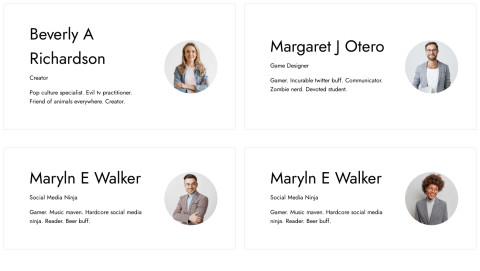 Beverly A
Richardson
Creator
Pop culture specialist. Evil tv practitioner.
Friend of animals everywhere. Creator.
Margaret J Otero
Game Designer
Gamer. Incurable twitter buff. Communicator.
Zombie nerd. Devoted student.
Maryln E Walker
Social Media Ninja
Gamer. Music maven. Hardcore social media
ninja. Reader. Beer buff.
Maryln E Walker
Social Media Ninja
Gamer. Music maven. Hardcore social media
ninja. Reader. Beer buff.